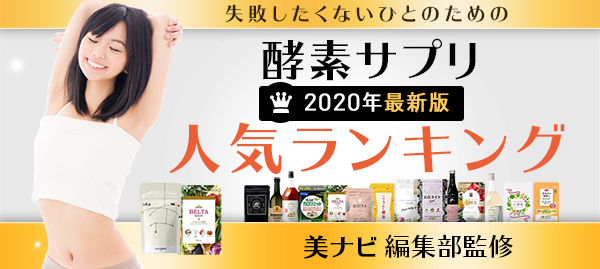 失敗したくないひとのための
酵素サプリ
2020年最新版
人気ランキング
BELTA
美ナビ 編集部監修